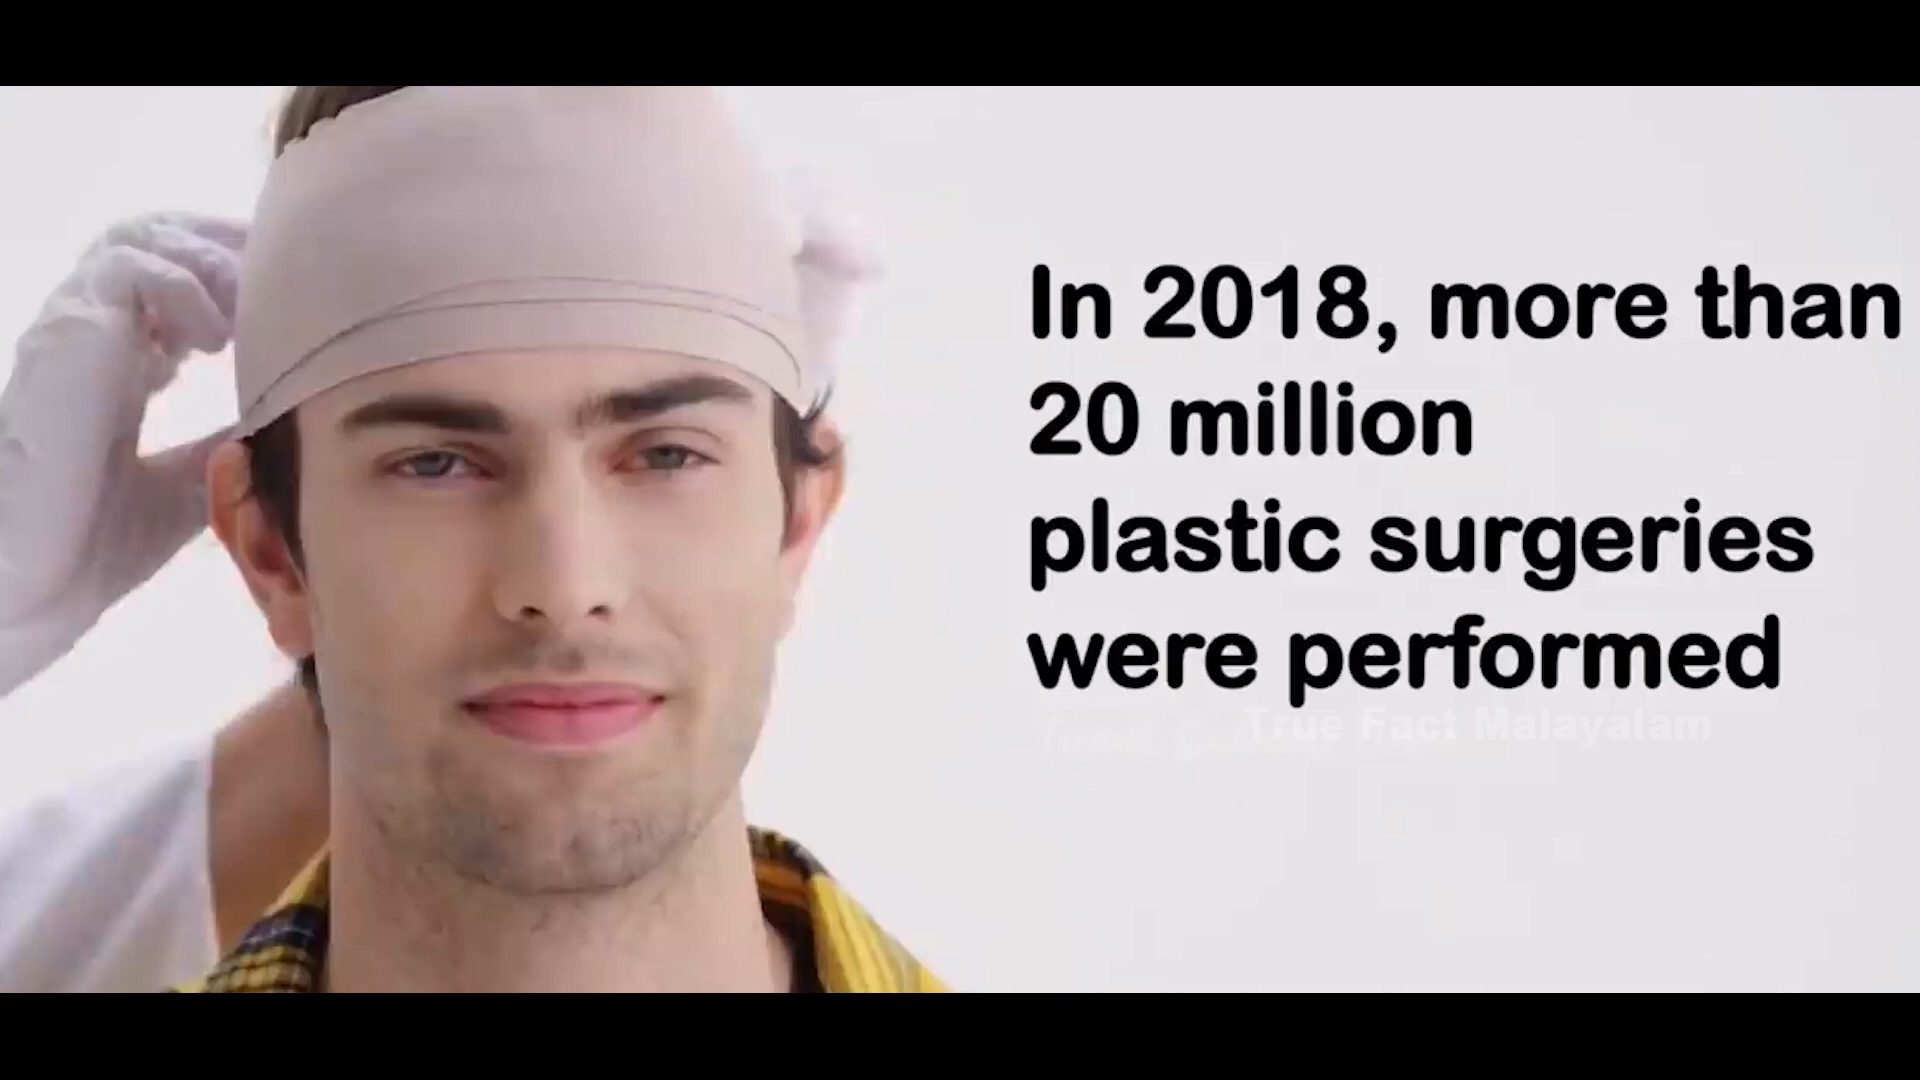 In 2018, more than
20 million
plastic surgeries
were performed
True Fact Malayalam